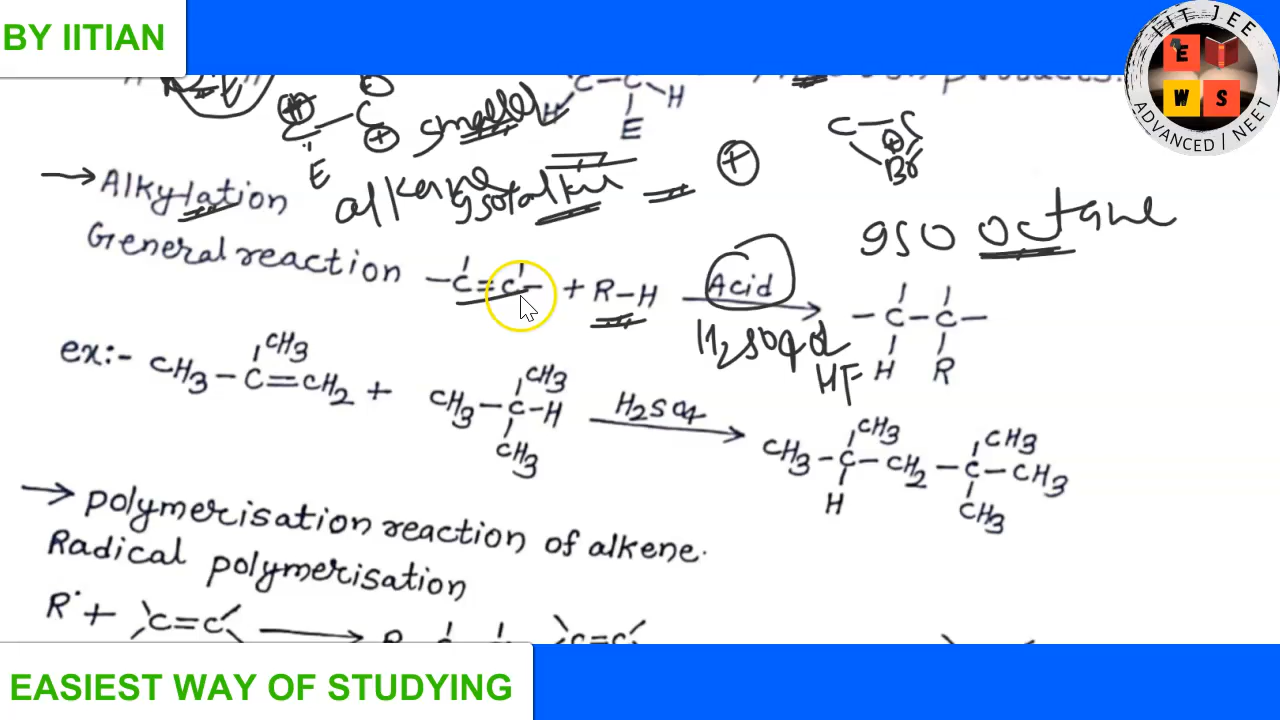 BY IITIAN
IIT JEE
E
W S
ADVANCED | NEET
C – C – H
H
E
smaller
E
C – C
Br
→ Alkylation
alkene isoalkane
iso octane
General reaction – C = C – + R – H Acid – C – C –
H R
H2SO4 or
HF
ex:- CH3 – C = CH2 + CH3 – C – H H2SO4 CH3 – C – CH2 – C – CH3
CH3 CH3 CH3 CH3 CH3
H CH3
→ polymerisation reaction of alkene.
Radical polymerisation
R· + C=C → R
EASIEST WAY OF STUDYING